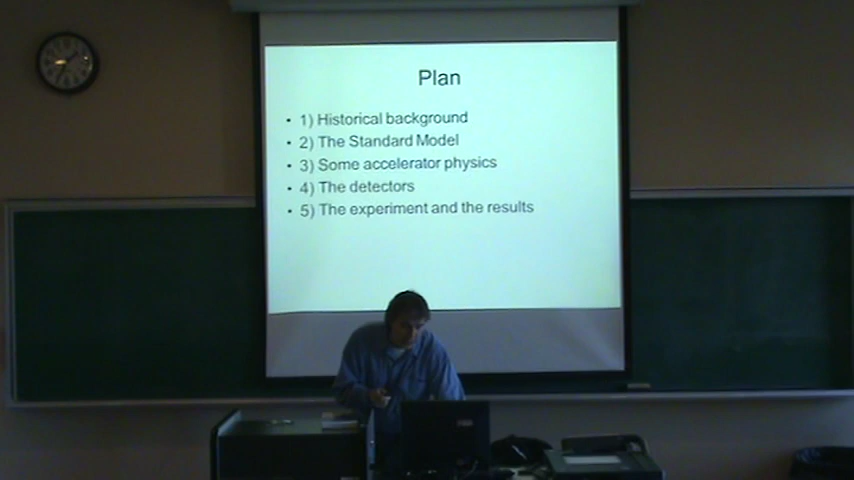 Plan
• 1) Historical background
• 2) The Standard Model
• 3) Some accelerator physics
• 4) The detectors
• 5) The experiment and the results